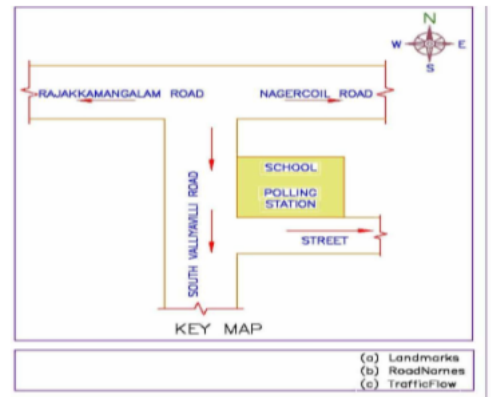 N
W E
S
RAJAKKAMANGALAM ROAD NAGERCOIL ROAD
SCHOOL
POLLING
STATION
SOUTH VALLIYAVILLI ROAD
STREET
KEY MAP
(a) Landmarks
(b) RoadNames
(c) TrafficFlow